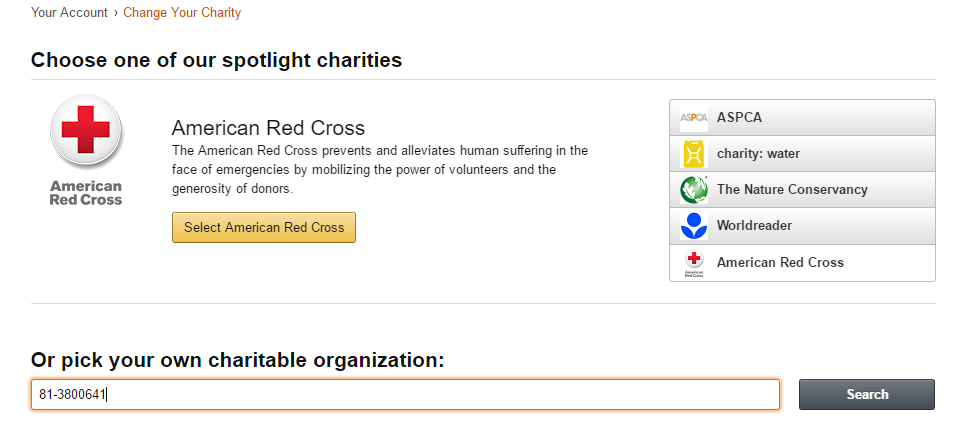 Your Account › Change Your Charity
Choose one of our spotlight charities
American Red Cross
The American Red Cross prevents and alleviates human suffering in the
face of emergencies by mobilizing the power of volunteers and the
generosity of donors.
Select American Red Cross
American
Red Cross
ASPCA ASPCA
charity: water
The Nature Conservancy
Worldreader
American Red Cross
American
Red Cross
Or pick your own charitable organization:
81-3800641
Search